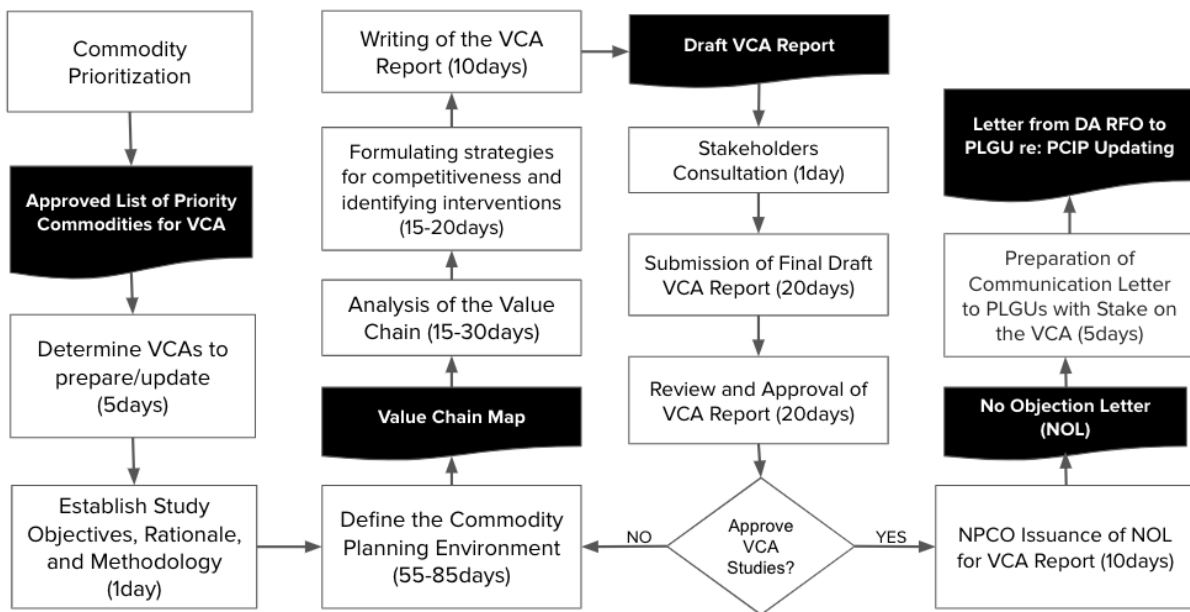 Commodity
Prioritization
Approved List of Priority
Commodities for VCA
Determine VCAs to
prepare/update
(5days)
Establish Study
Objectives, Rationale,
and Methodology
(1day)
Define the Commodity
Planning Environment
(55-85days)
Value Chain Map
Analysis of the Value
Chain (15-30days)
Formulating strategies
for competitiveness and
identifying interventions
(15-20days)
Writing of the VCA
Report (10days)
Draft VCA Report
Stakeholders
Consultation (1day)
Submission of Final Draft
VCA Report (20days)
Review and Approval of
VCA Report (20days)
Approve
VCA
Studies?
NO
YES
NPCO Issuance of NOL
for VCA Report (10days)
No Objection Letter
(NOL)
Preparation of
Communication Letter
to PLGUs with Stake on
the VCA (5days)
Letter from DA RFO to
PLGU re: PCIP Updating